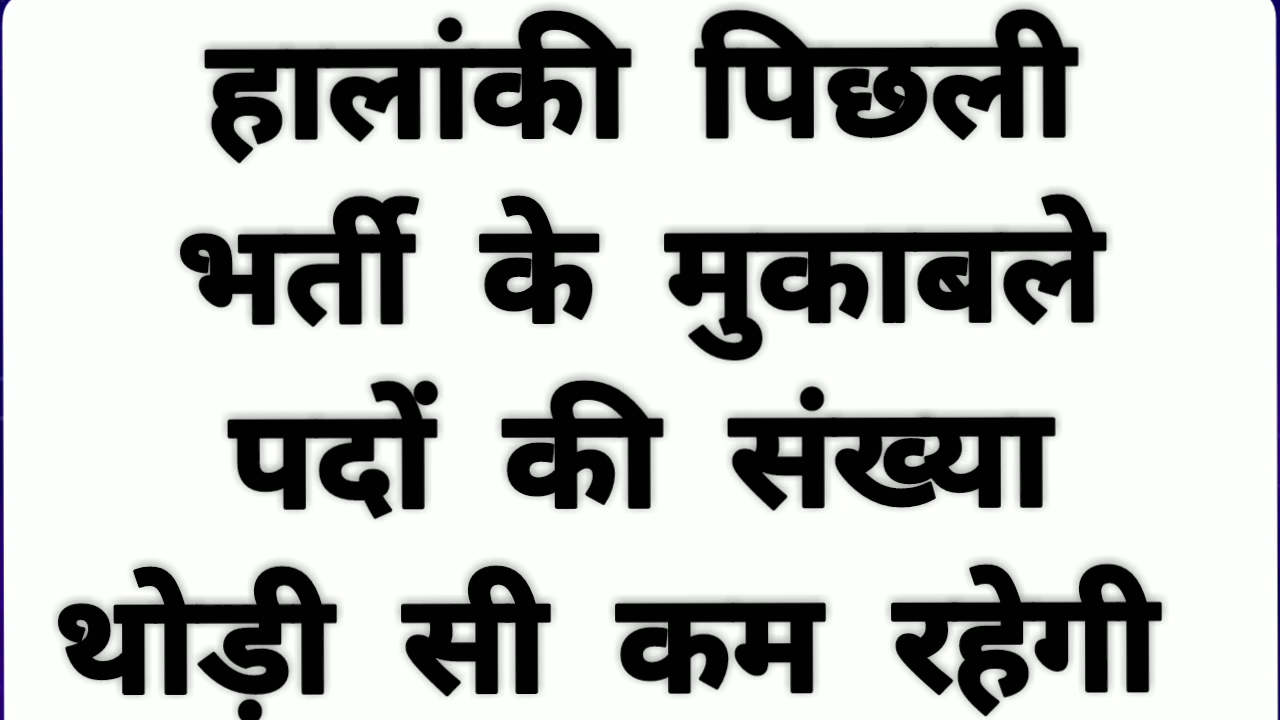 हालांकी पिछली
भर्ती के मुकाबले
पदों की संख्या
थोड़ी सी कम रहेगी